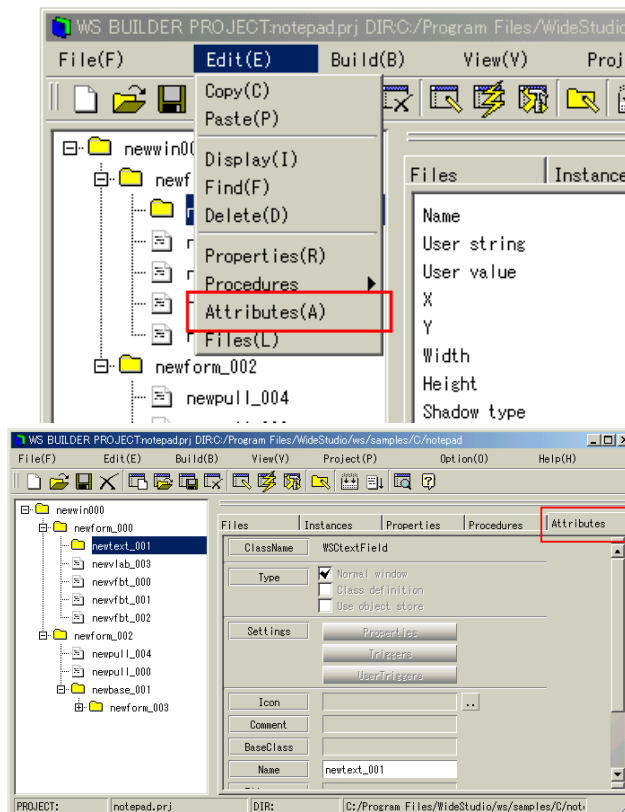 WS BUILDER PROJECT:notepad.prj DIR:C:/Program Files/WideStudio
File(F) Edit(E) Build(B) View(V) Proj
Copy(C)
Paste(P)
Display(I)
Find(F)
Delete(D)
Properties(R)
Procedures
Attributes(A)
Files(L)
newwin00
newf
newform_002
newpull_004
Files Instance
Name
User string
User value
X
Y
Width
Height
Shadow type
WS BUILDER PROJECT:notepad.prj DIR:C:/Program Files/WideStudio/ws/samples/C/notepad
File(F) Edit(E) Build(B) View(V) Project(P) Option(O) Help(H)
newwin000
newform_000
newtext_001
newvlab_003
newvfbt_000
newvfbt_001
newvfbt_002
newform_002
newpull_004
newpull_000
newbase_001
newform_003
Files Instances Properties Procedures Attributes
ClassName WSCtextField
Type Normal window
Class definition
Use object store
Settings Properties
Triggers
UserTriggers
Icon ..
Comment
BaseClass
Name newtext_001
PROJECT: notepad.prj DIR: C:/Program Files/WideStudio/ws/samples/C/note